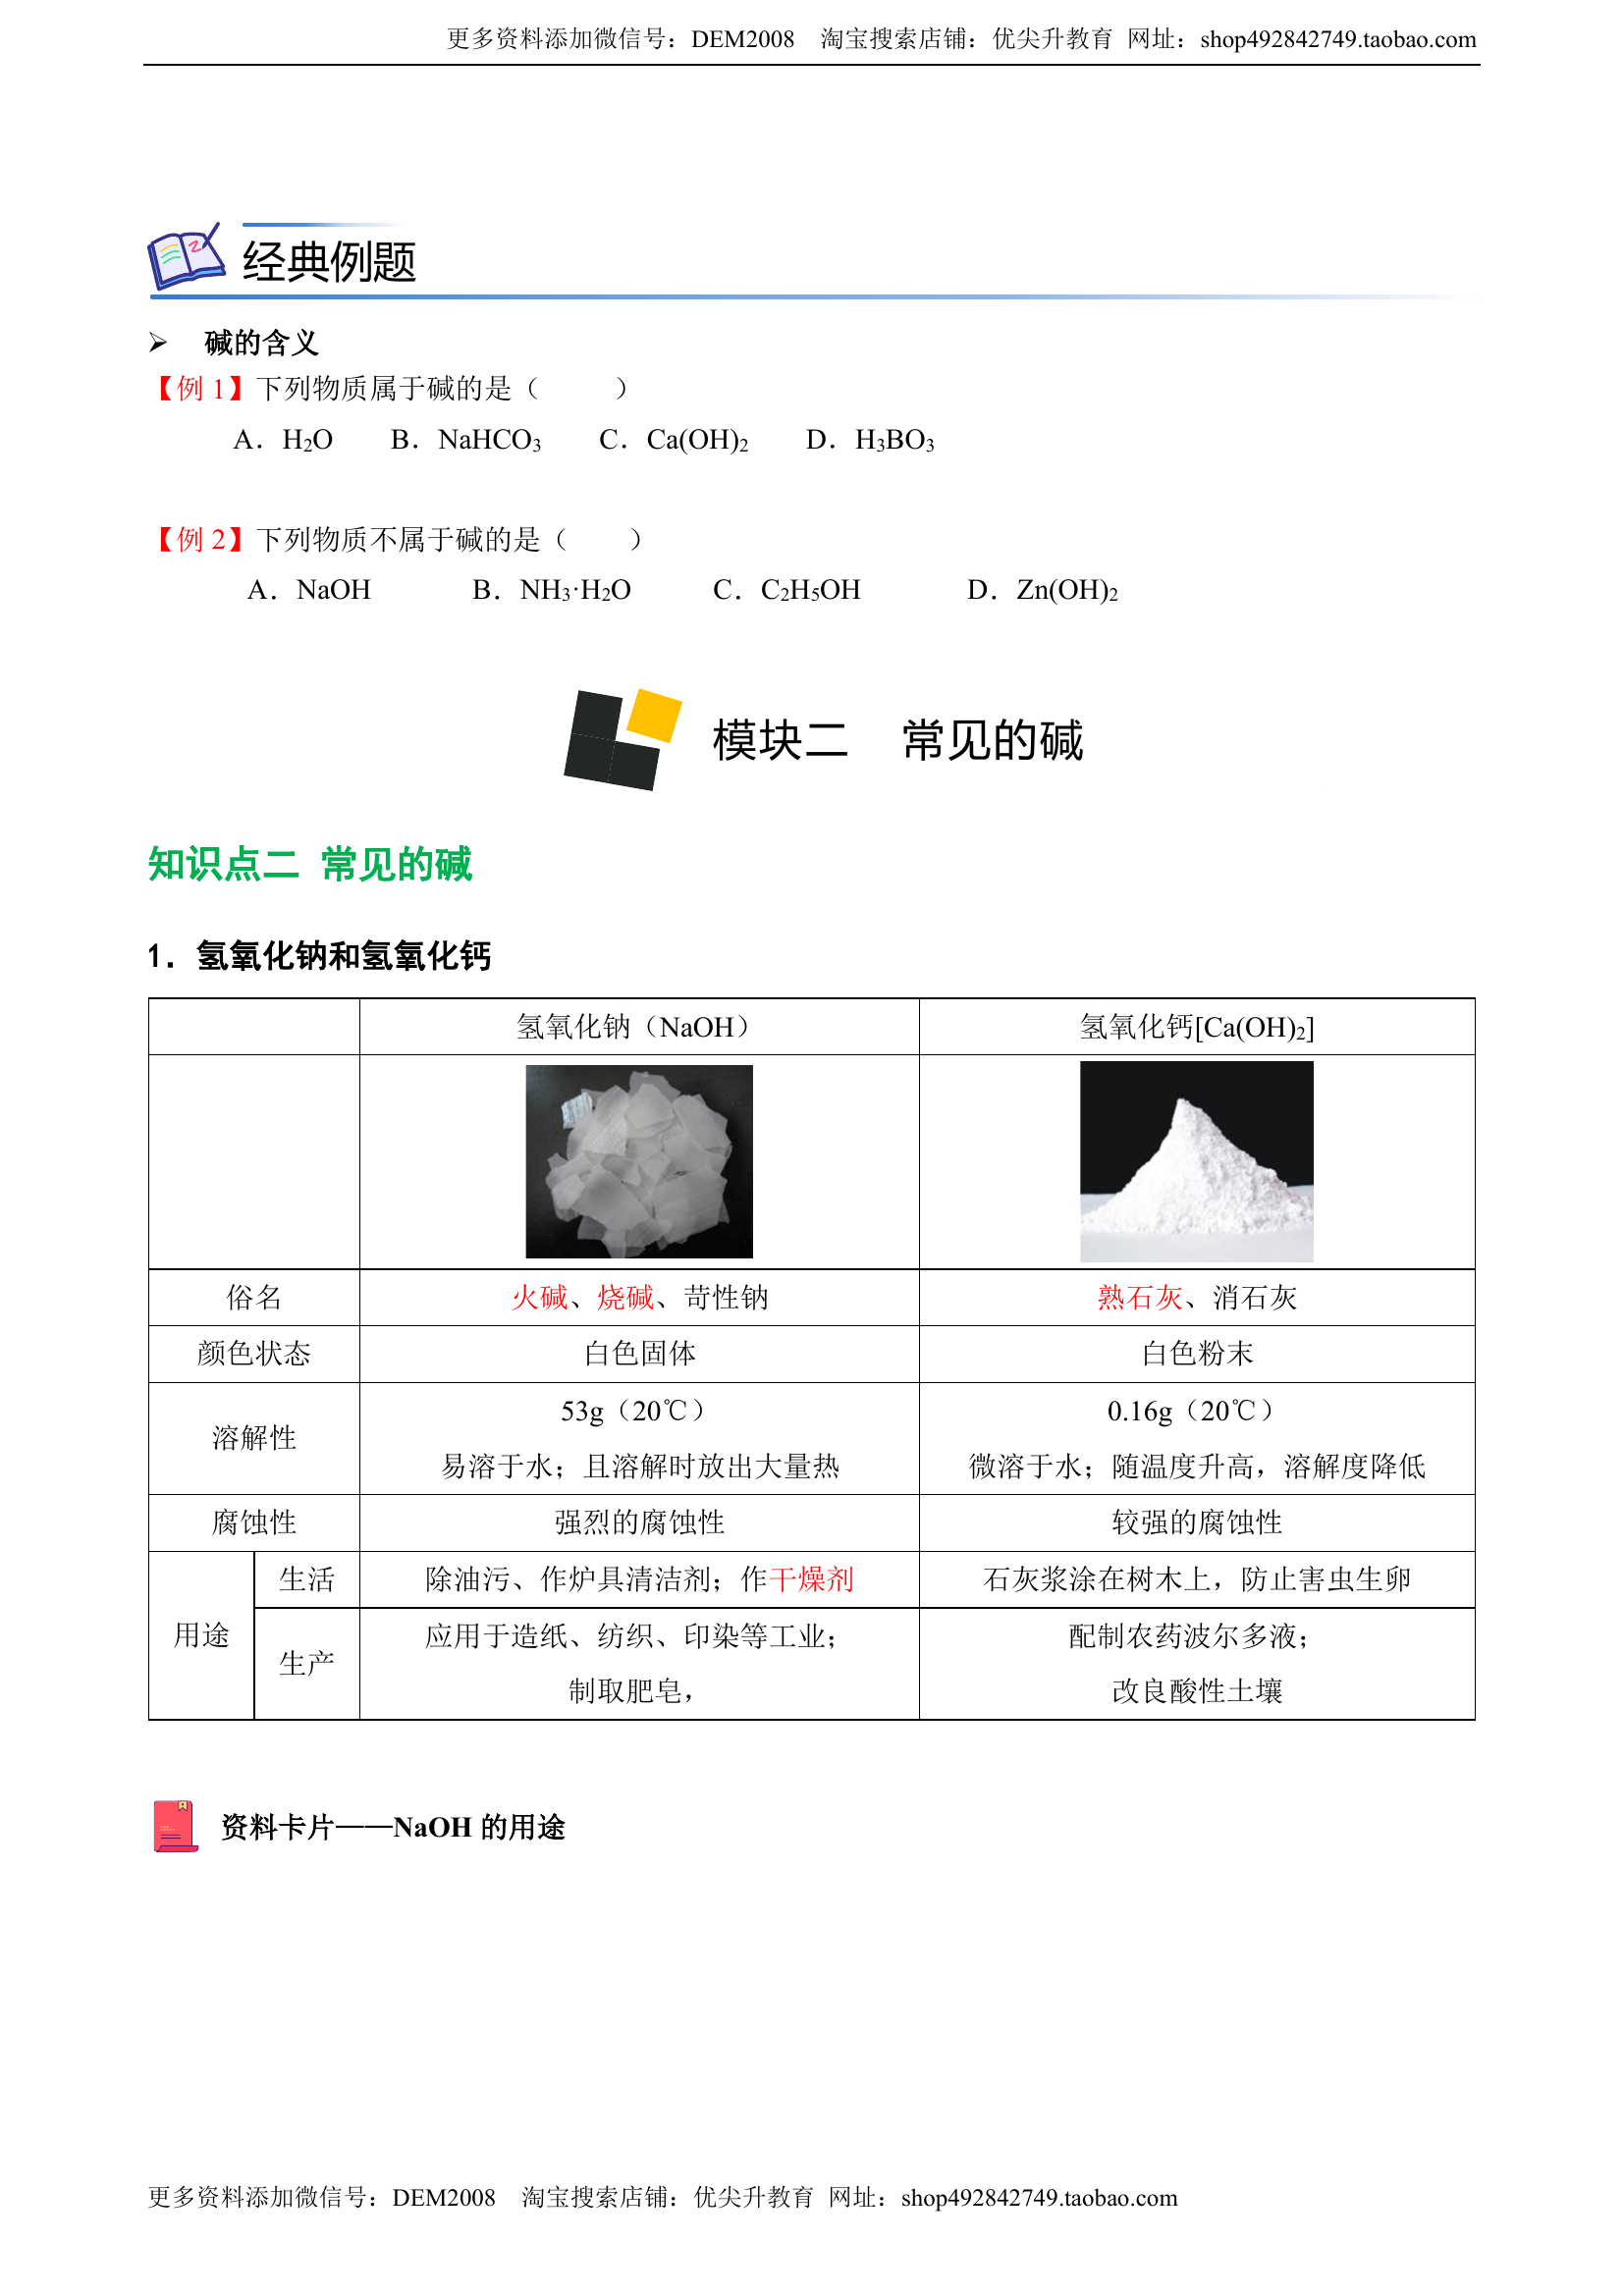 更多资料添加微信号：DEM2008　淘宝搜索店铺：优尖升教育 网址：shop492842749.taobao.com
经典例题
➢ 碱的含义
【例 1】下列物质属于碱的是（　　）
A．H₂O　B．NaHCO₃　C．Ca(OH)₂　D．H₃BO₃
【例 2】下列物质不属于碱的是（　　）
A．NaOH　B．NH₃·H₂O　C．C₂H₅OH　D．Zn(OH)₂
模块二　常见的碱
知识点二 常见的碱
1．氢氧化钠和氢氧化钙
氢氧化钠（NaOH）　氢氧化钙[Ca(OH)₂]
俗名　火碱、烧碱、苛性钠　熟石灰、消石灰
颜色状态　白色固体　白色粉末
溶解性　53g（20℃）　0.16g（20℃）
易溶于水；且溶解时放出大量热　微溶于水；随温度升高，溶解度降低
腐蚀性　强烈的腐蚀性　较强的腐蚀性
用途　生活　除油污、作炉具清洁剂；作干燥剂　石灰浆涂在树木上，防止害虫生卵
生产　应用于造纸、纺织、印染等工业；　配制农药波尔多液；
制取肥皂，　改良酸性土壤
资料卡片——NaOH 的用途
更多资料添加微信号：DEM2008　淘宝搜索店铺：优尖升教育 网址：shop492842749.taobao.com